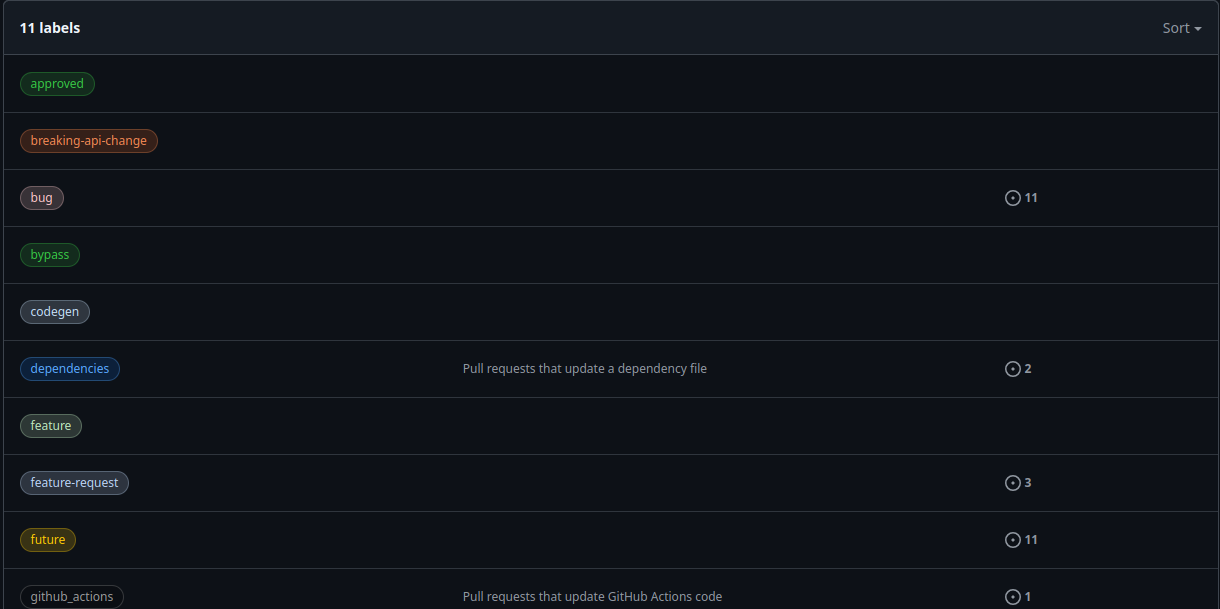 11 labels Sort
approved
breaking-api-change
bug 11
bypass
codegen
dependencies Pull requests that update a dependency file 2
feature
feature-request 3
future 11
github_actions Pull requests that update GitHub Actions code 1